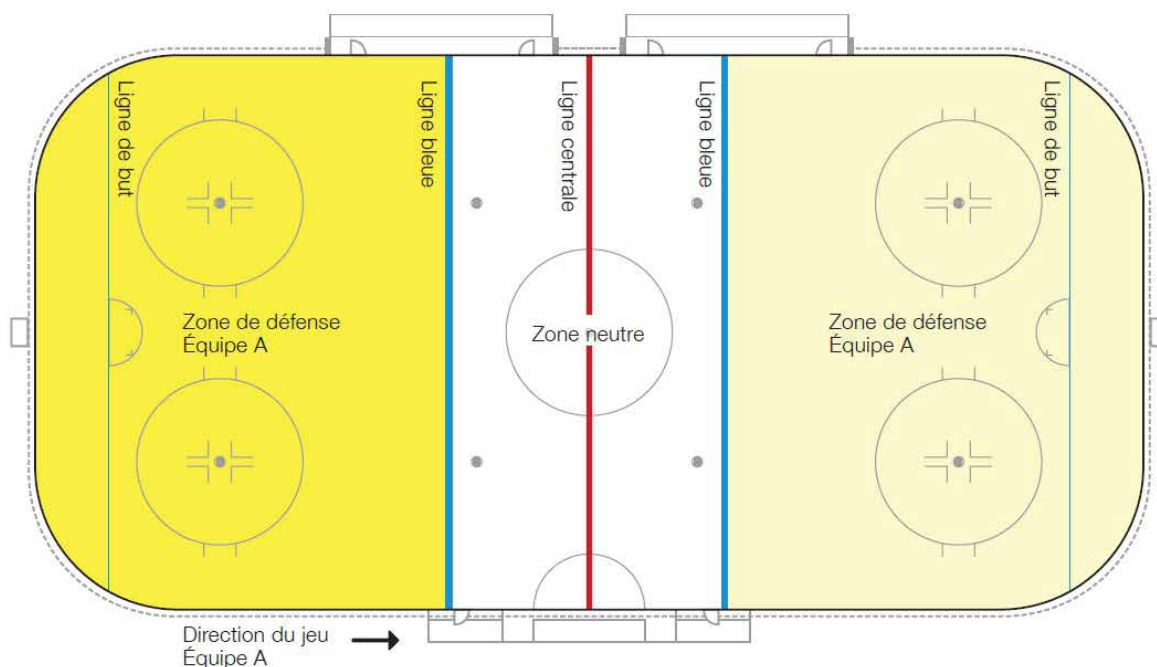 Ligne de but
Ligne bleue
Ligne centrale
Ligne bleue
Ligne de but
Zone de défense
Équipe A
Zone neutre
Zone de défense
Équipe A
Direction du jeu
Équipe A